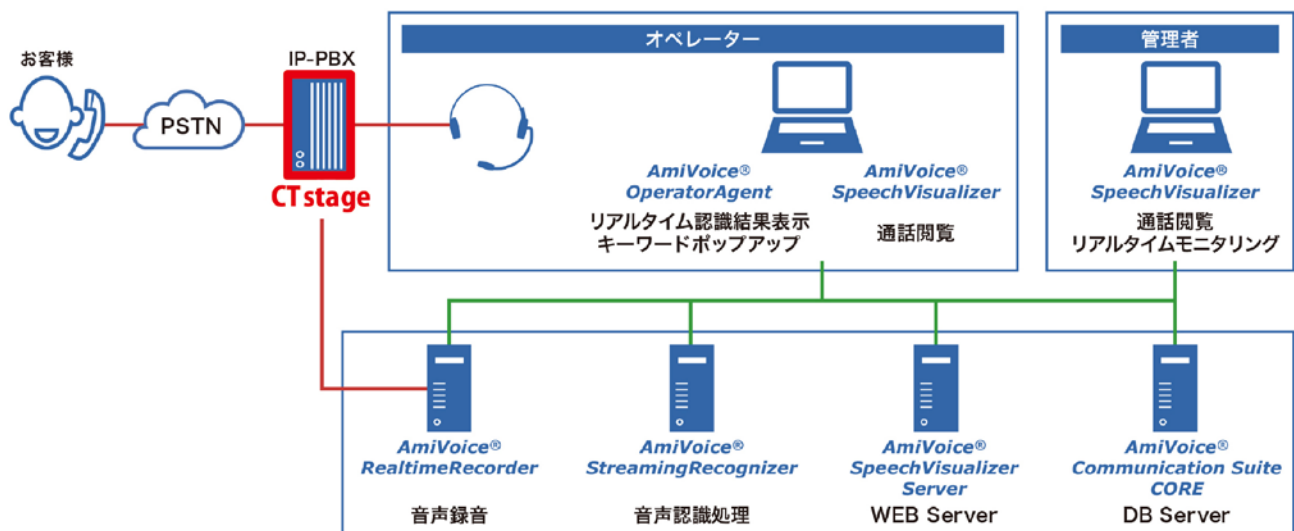 お客様
PSTN
IP-PBX
CTstage
オペレーター
AmiVoice®
OperatorAgent
リアルタイム認識結果表示
キーワードポップアップ
AmiVoice®
SpeechVisualizer
通話閲覧
管理者
AmiVoice®
SpeechVisualizer
通話閲覧
リアルタイムモニタリング
AmiVoice®
RealtimeRecorder
音声録音
AmiVoice®
StreamingRecognizer
音声認識処理
AmiVoice®
SpeechVisualizer
Server
WEB Server
AmiVoice®
Communication Suite
CORE
DB Server